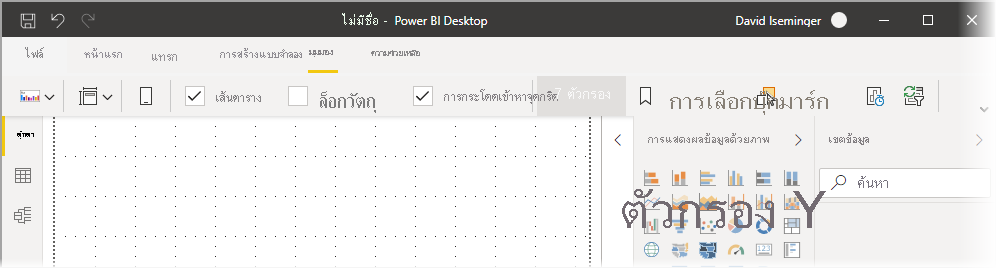 ไม่มีชื่อ - Power BI Desktop
David Iseminger
ไฟล์ หน้าแรก แทรก การสร้างแบบจำลอง มุมมอง ความช่วยเหลือ
เส้นตาราง ล็อกวัตถุ การกระโดดเข้าหาจุดกริด. 7 ตัวกรอง การเลือกบุ๊กมาร์ก
การแสดงผลข้อมูลด้วยภาพ เขตข้อมูล
ค้นหา
ตัวกรอง Y
123